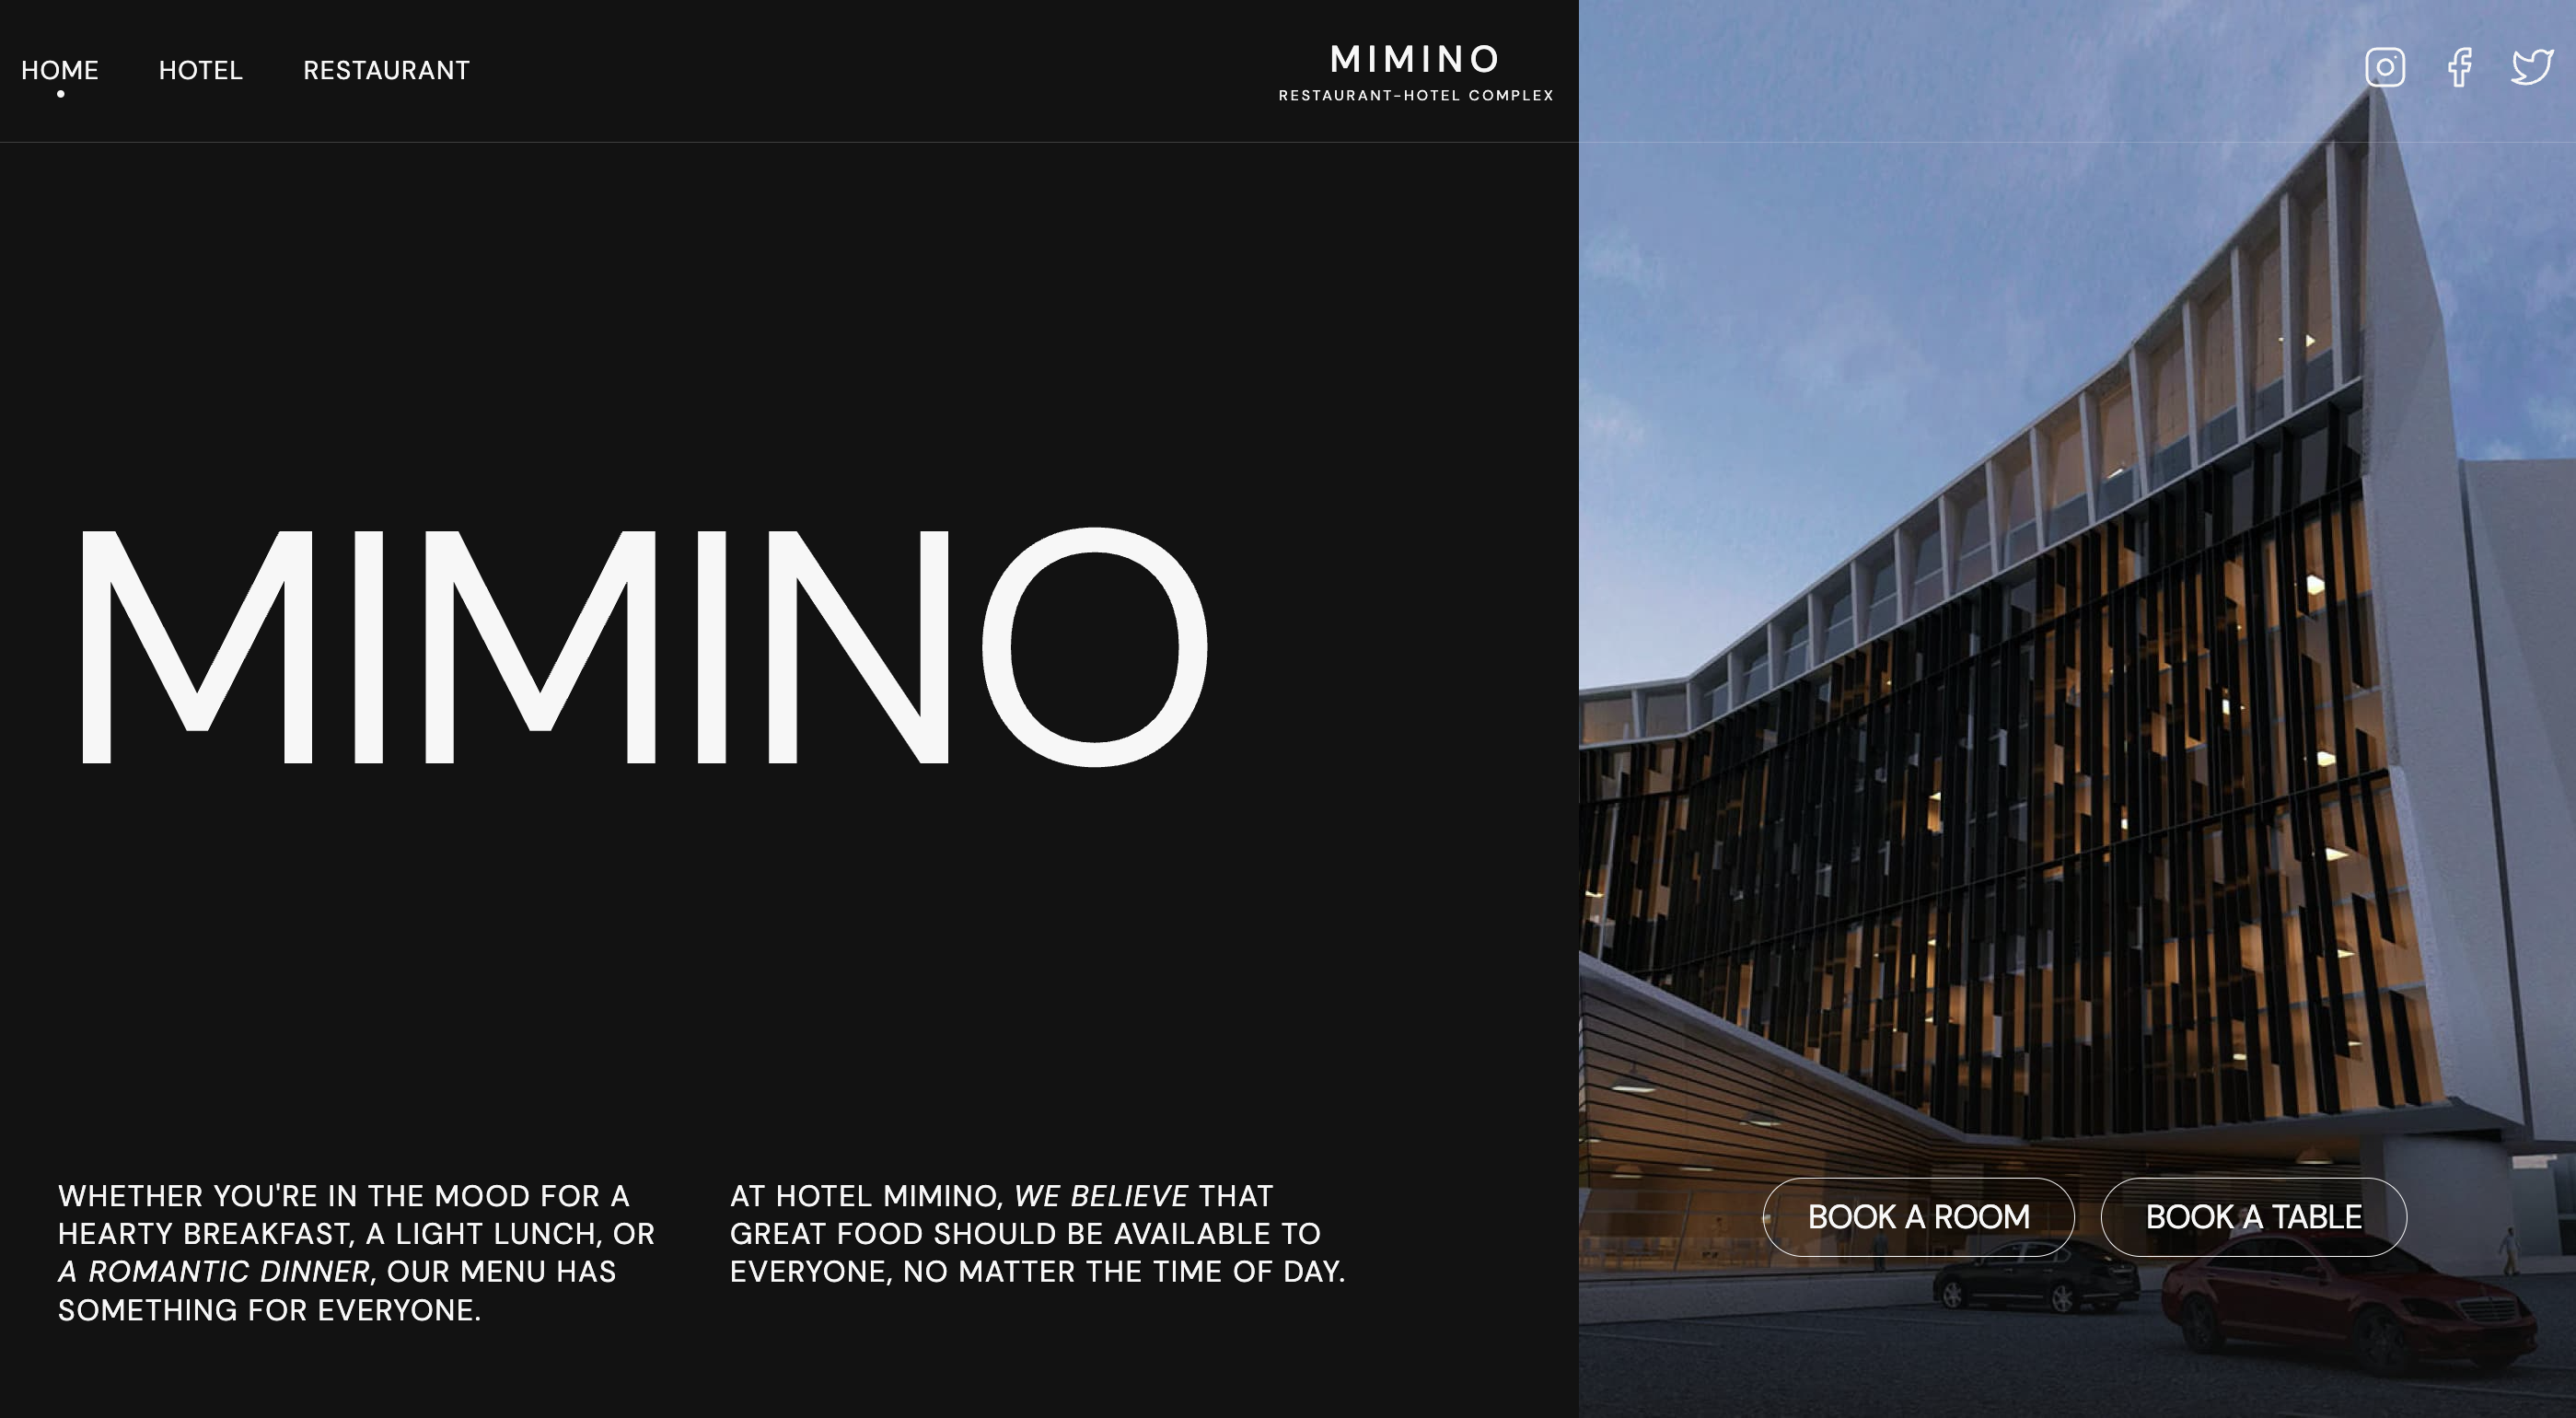 HOME
HOTEL
RESTAURANT
MIMINO
RESTAURANT-HOTEL COMPLEX
MIMINO
WHETHER YOU'RE IN THE MOOD FOR A
HEARTY BREAKFAST, A LIGHT LUNCH, OR
A ROMANTIC DINNER, OUR MENU HAS
SOMETHING FOR EVERYONE.
AT HOTEL MIMINO, WE BELIEVE THAT
GREAT FOOD SHOULD BE AVAILABLE TO
EVERYONE, NO MATTER THE TIME OF DAY.
BOOK A ROOM
BOOK A TABLE